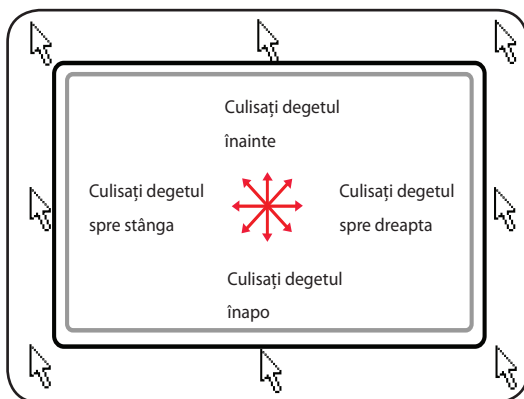 Culisați degetul
înainte
Culisați degetul
spre stânga
Culisați degetul
spre dreapta
Culisați degetul
înapo